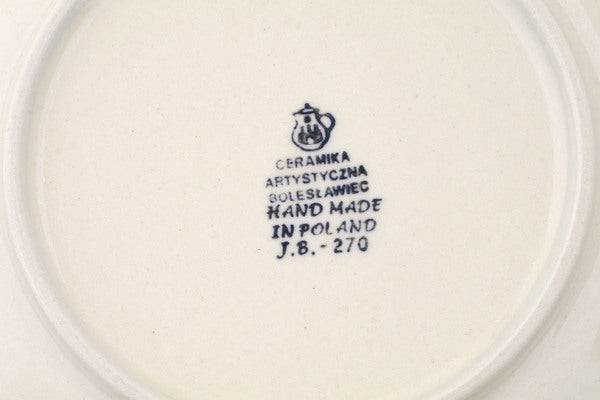 CERAMIKA
ARTYSTYCZNA
BOLESŁAWIEC
HAND MADE
IN POLAND
J.B.-270